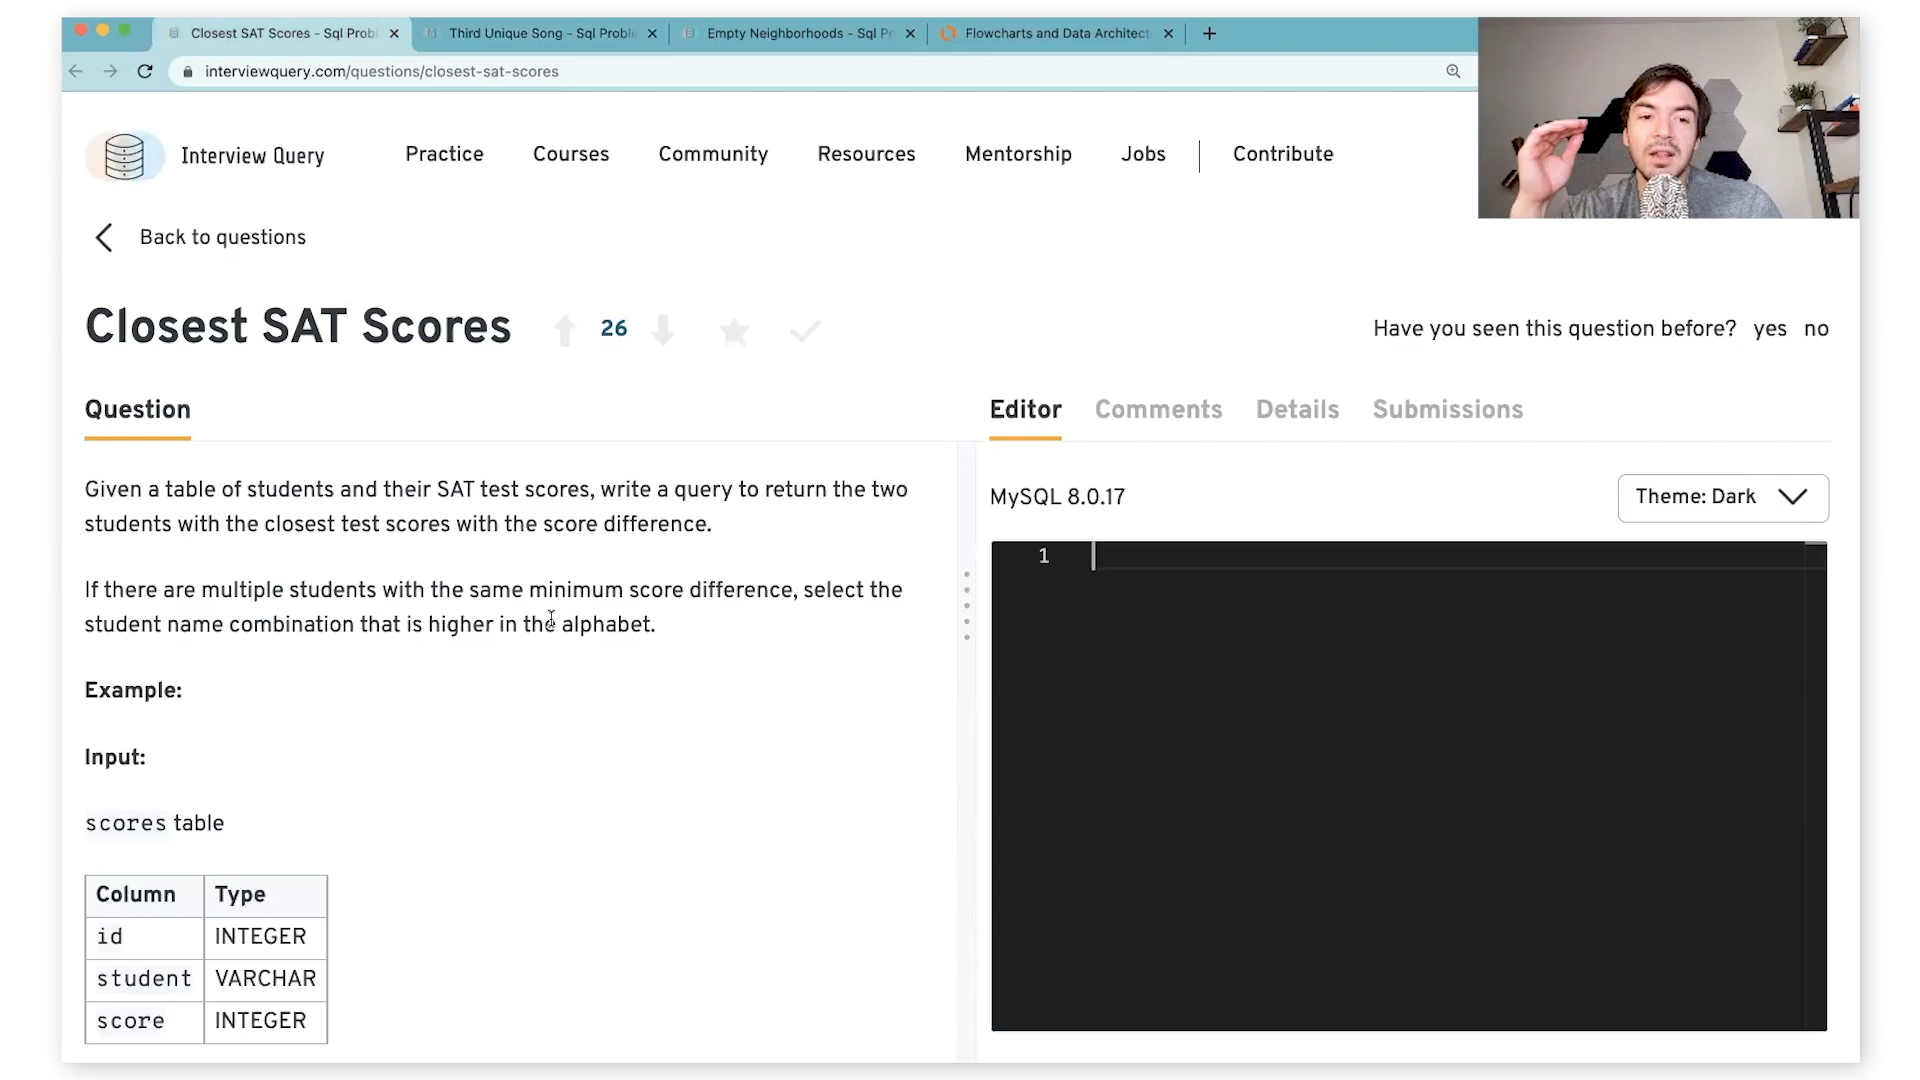 Closest SAT Scores – Sql Prob
Third Unique Song – Sql Proble
Empty Neighborhoods – Sql Pr
Flowcharts and Data Architect
interviewquery.com/questions/closest-sat-scores
Interview Query
Practice
Courses
Community
Resources
Mentorship
Jobs
Contribute
Back to questions
Closest SAT Scores
26
Have you seen this question before? yes no
Question
Editor
Comments
Details
Submissions
Given a table of students and their SAT test scores, write a query to return the two
students with the closest test scores with the score difference.
If there are multiple students with the same minimum score difference, select the
student name combination that is higher in the alphabet.
Example:
Input:
scores table
Column Type
id INTEGER
student VARCHAR
score INTEGER
MySQL 8.0.17
Theme: Dark
1